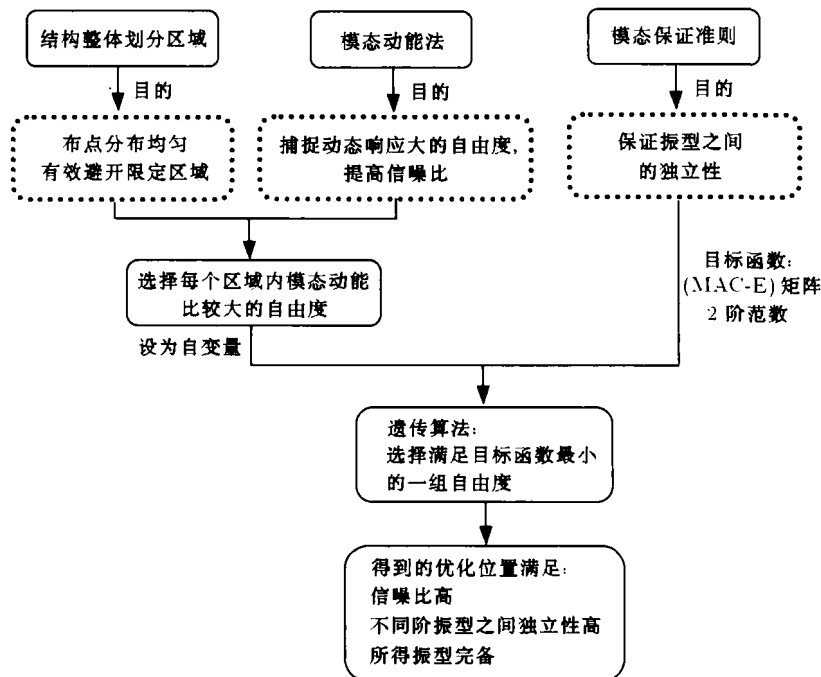 结构整体划分区域
模态动能法
模态保证准则
目的
目的
目的
布点分布均匀
有效避开限定区域
捕捉动态响应大的自由度,
提高信噪比
保证振型之间
的独立性
选择每个区域内模态动能
比较大的自由度
目标函数:
(MAC-E)矩阵
2 阶范数
设为自变量
遗传算法:
选择满足目标函数最小
的一组自由度
得到的优化位置满足:
信噪比高
不同阶振型之间独立性高
所得振型完备